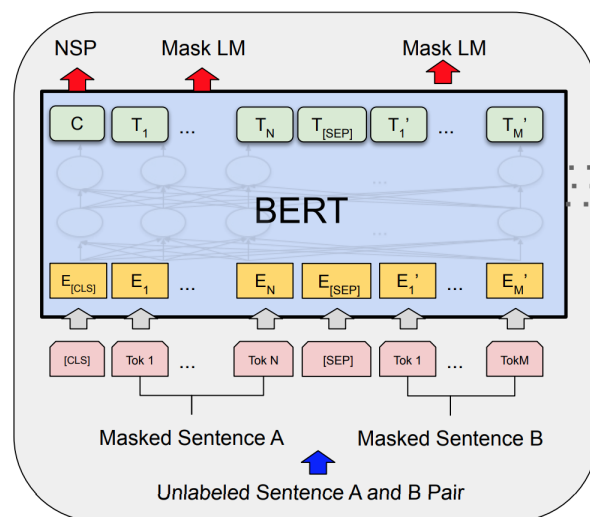 NSP Mask LM Mask LM
C T1 ... TN T[SEP] T1' ... TM'
...
BERT
...
E[CLS] E1 ... EN E[SEP] E1' ... EM'
[CLS] Tok 1 ... Tok N [SEP] Tok 1 ... TokM
Masked Sentence A Masked Sentence B
Unlabeled Sentence A and B Pair